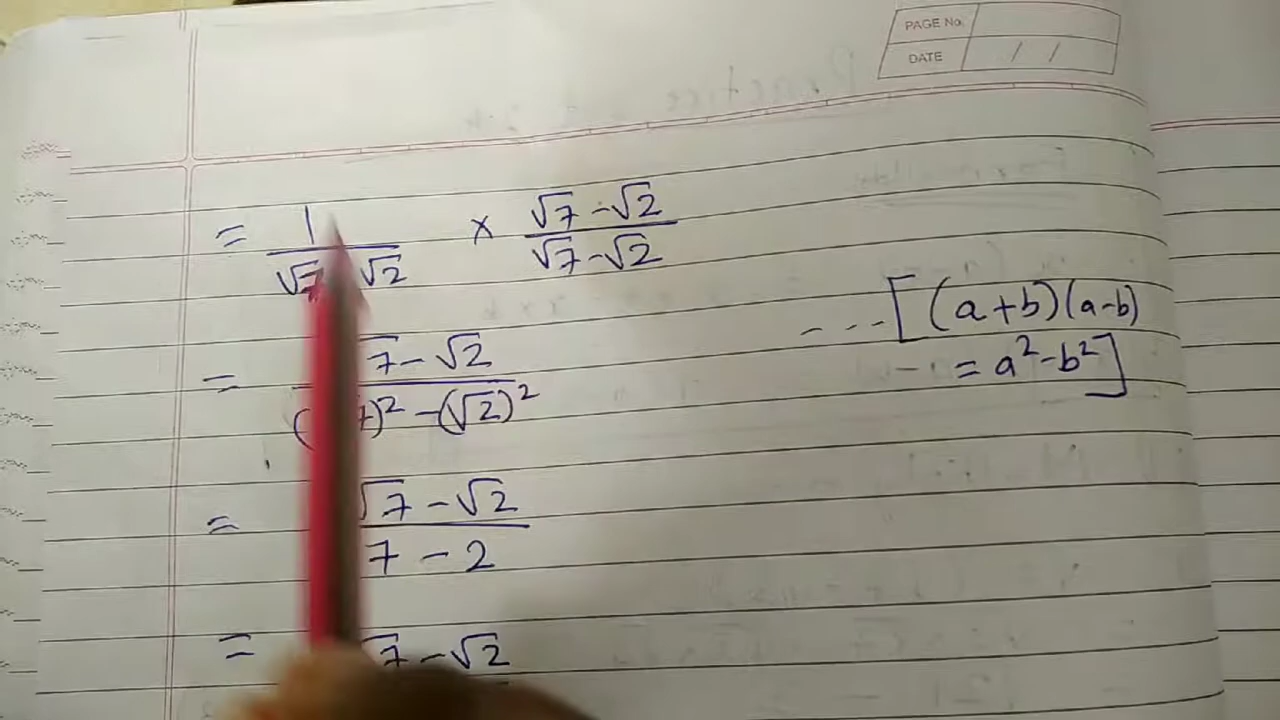 PAGE No.
DATE / /
= 1 / √7 √2 × √7 - √2 / √7 - √2
--- [(a+b)(a-b)
= a² - b²]
= 7 - √2 / ( )² - (√2)²
= √7 - √2 / 7 - 2
= √7 - √2